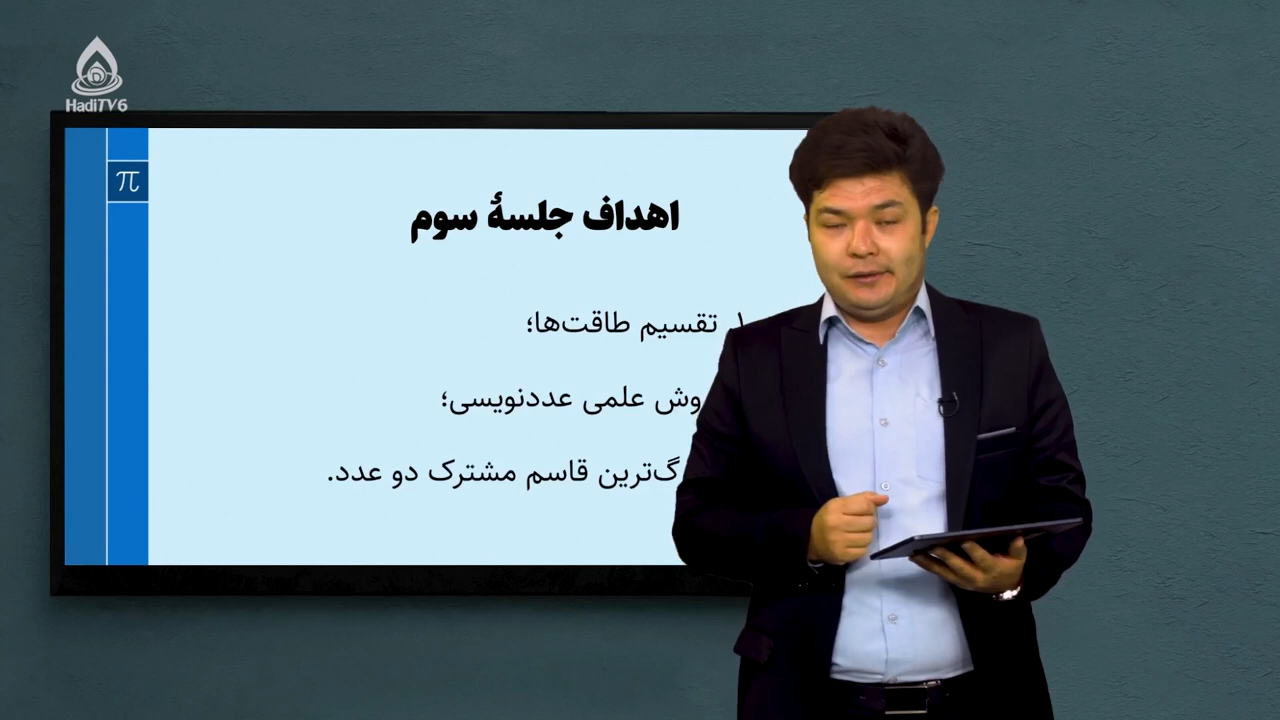 HadiTV6
π
اهداف جلسهٔ سوم
۱. تقسیم طاقت‌ها؛
علمی عددنویسی؛
قاسم مشترک دو عدد.